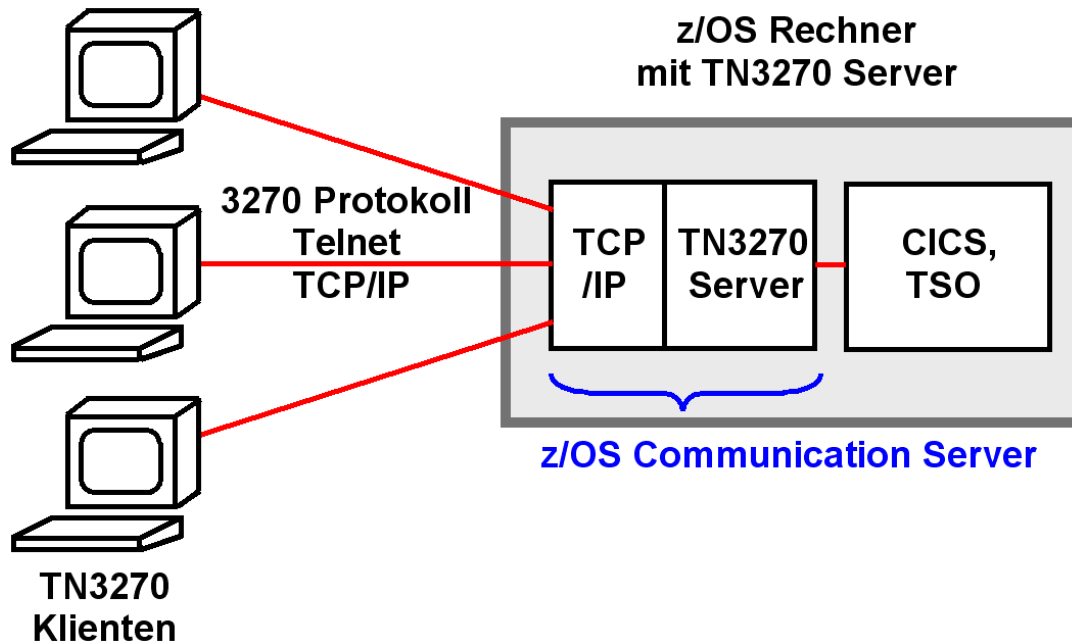 z/OS Rechner
mit TN3270 Server
3270 Protokoll
Telnet
TCP/IP
TCP
/IP
TN3270
Server
CICS,
TSO
z/OS Communication Server
TN3270
Klienten